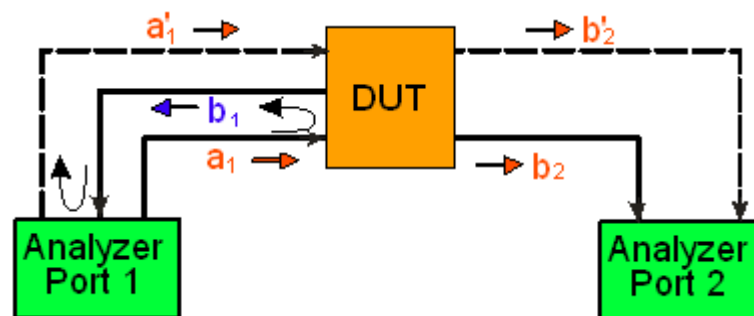 a'₁
b'₂
DUT
b₁
a₁
b₂
Analyzer
Port 1
Analyzer
Port 2